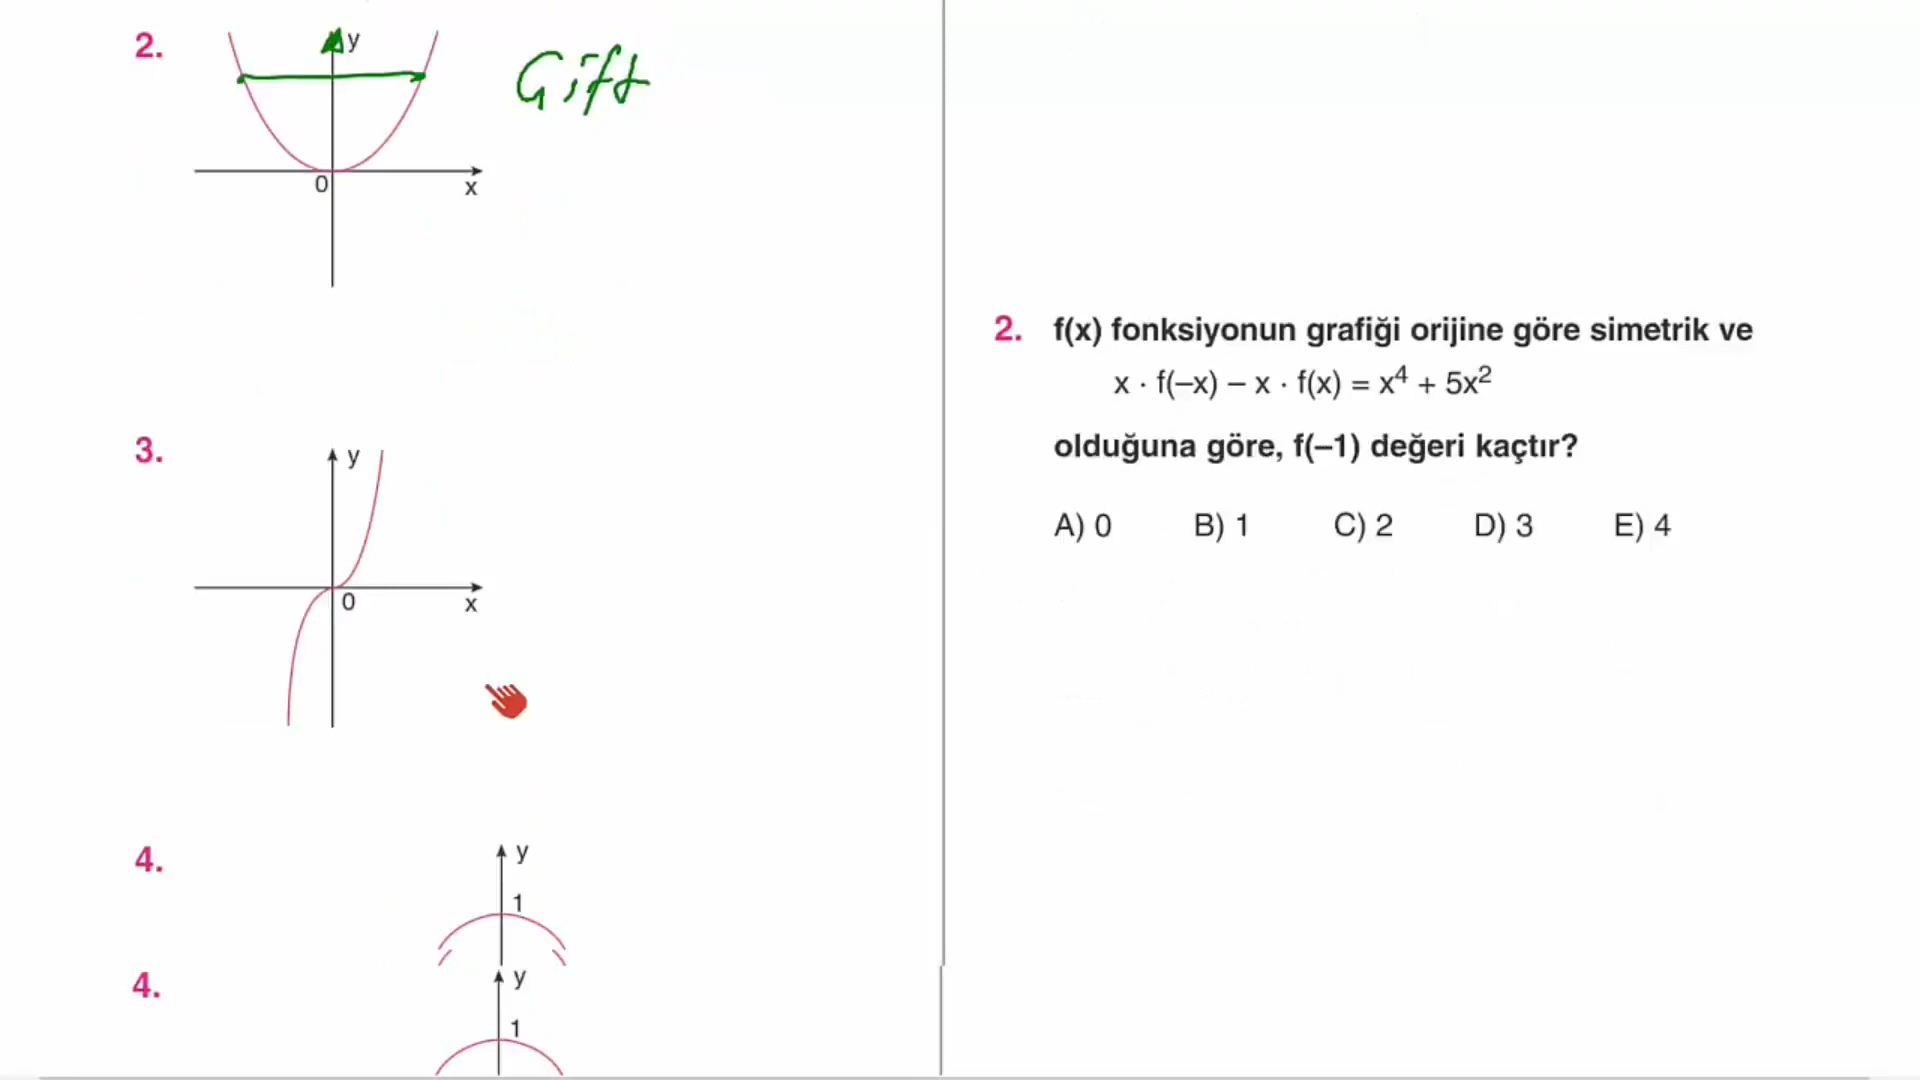 2.
y
Gift
0
x
3.
y
0
x
4.
y
1
4.
y
1
2. f(x) fonksiyonun grafiği orijine göre simetrik ve
x · f(–x) – x · f(x) = x⁴ + 5x²
olduğuna göre, f(–1) değeri kaçtır?
A) 0 B) 1 C) 2 D) 3 E) 4